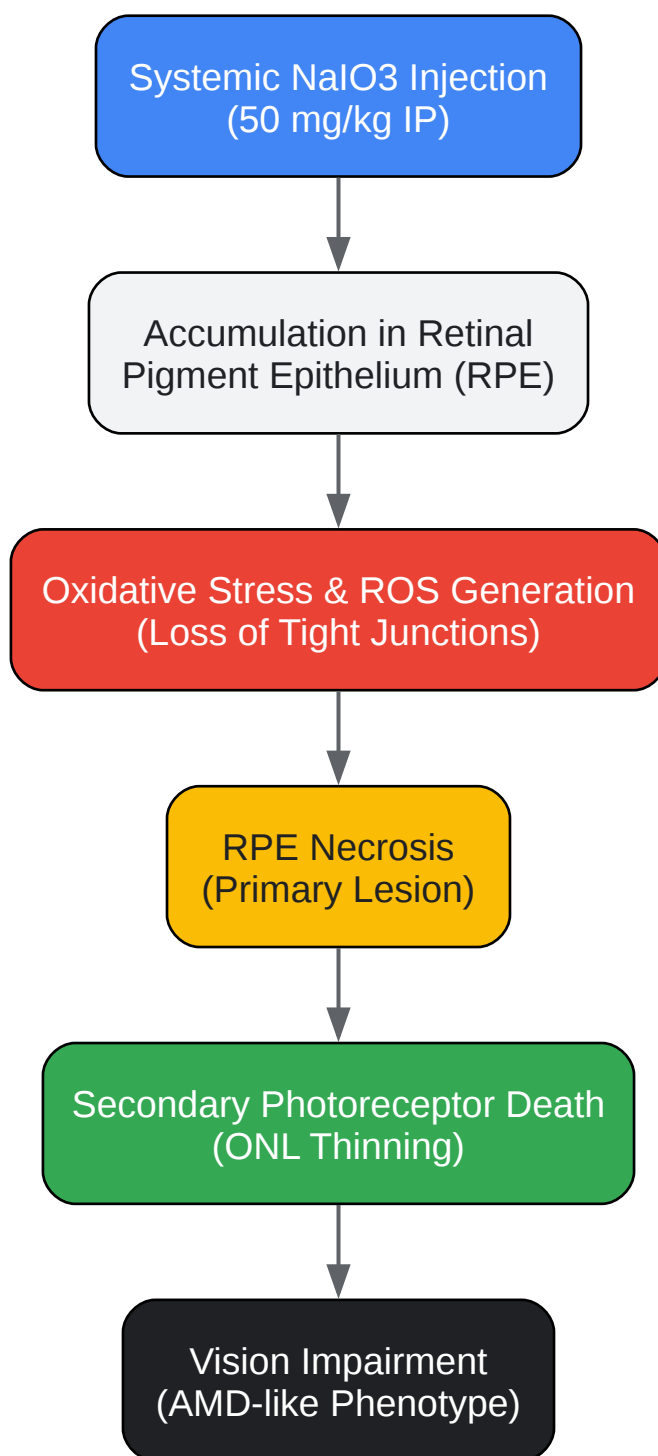 Systemic NaIO3 Injection
(50 mg/kg IP)
Accumulation in Retinal
Pigment Epithelium (RPE)
Oxidative Stress & ROS Generation
(Loss of Tight Junctions)
RPE Necrosis
(Primary Lesion)
Secondary Photoreceptor Death
(ONL Thinning)
Vision Impairment
(AMD-like Phenotype)